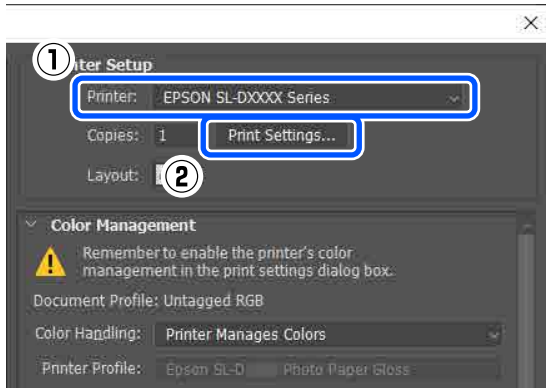 ①
nter Setup
Printer: EPSON SL-DXXXX Series
Copies: 1 Print Settings...
Layout:
②
Color Management
Remember to enable the printer's color
management in the print settings dialog box.
Document Profile: Untagged RGB
Color Handling: Printer Manages Colors
Printer Profile: Epson SL-D Photo Paper Gloss